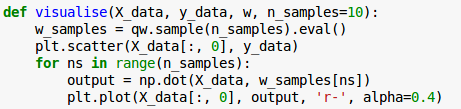 def visualise(X_data, y_data, w, n_samples=10):
    w_samples = qw.sample(n_samples).eval()
    plt.scatter(X_data[:, 0], y_data)
    for ns in range(n_samples):
        output = np.dot(X_data, w_samples[ns])
        plt.plot(X_data[:, 0], output, 'r-', alpha=0.4)